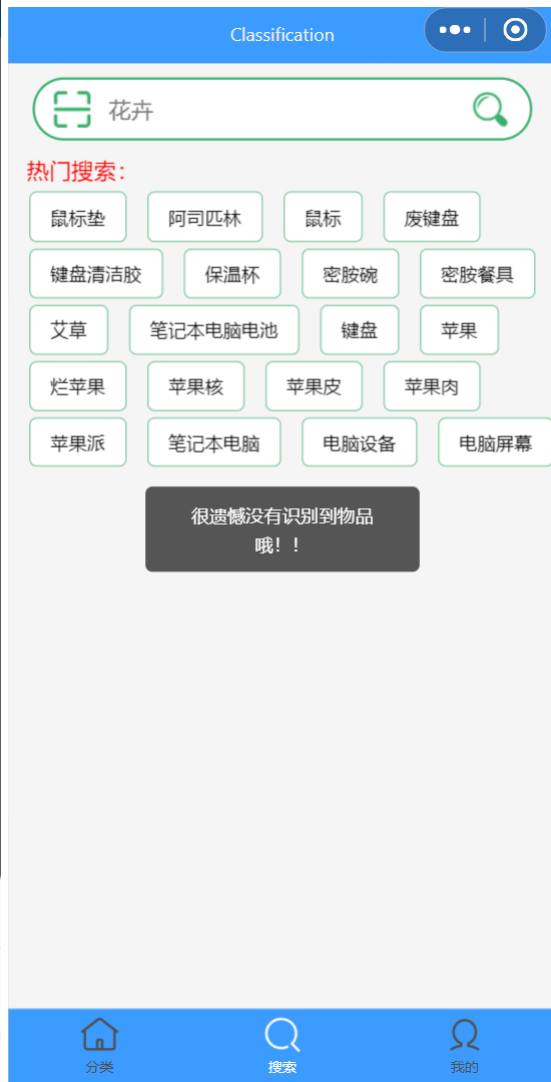 Classification
花卉
热门搜索:
鼠标垫 阿司匹林 鼠标 废键盘
键盘清洁胶 保温杯 密胺碗 密胺餐具
艾草 笔记本电脑电池 键盘 苹果
烂苹果 苹果核 苹果皮 苹果肉
苹果派 笔记本电脑 电脑设备 电脑屏幕
很遗憾没有识别到物品
哦！！
分类 搜索 我的